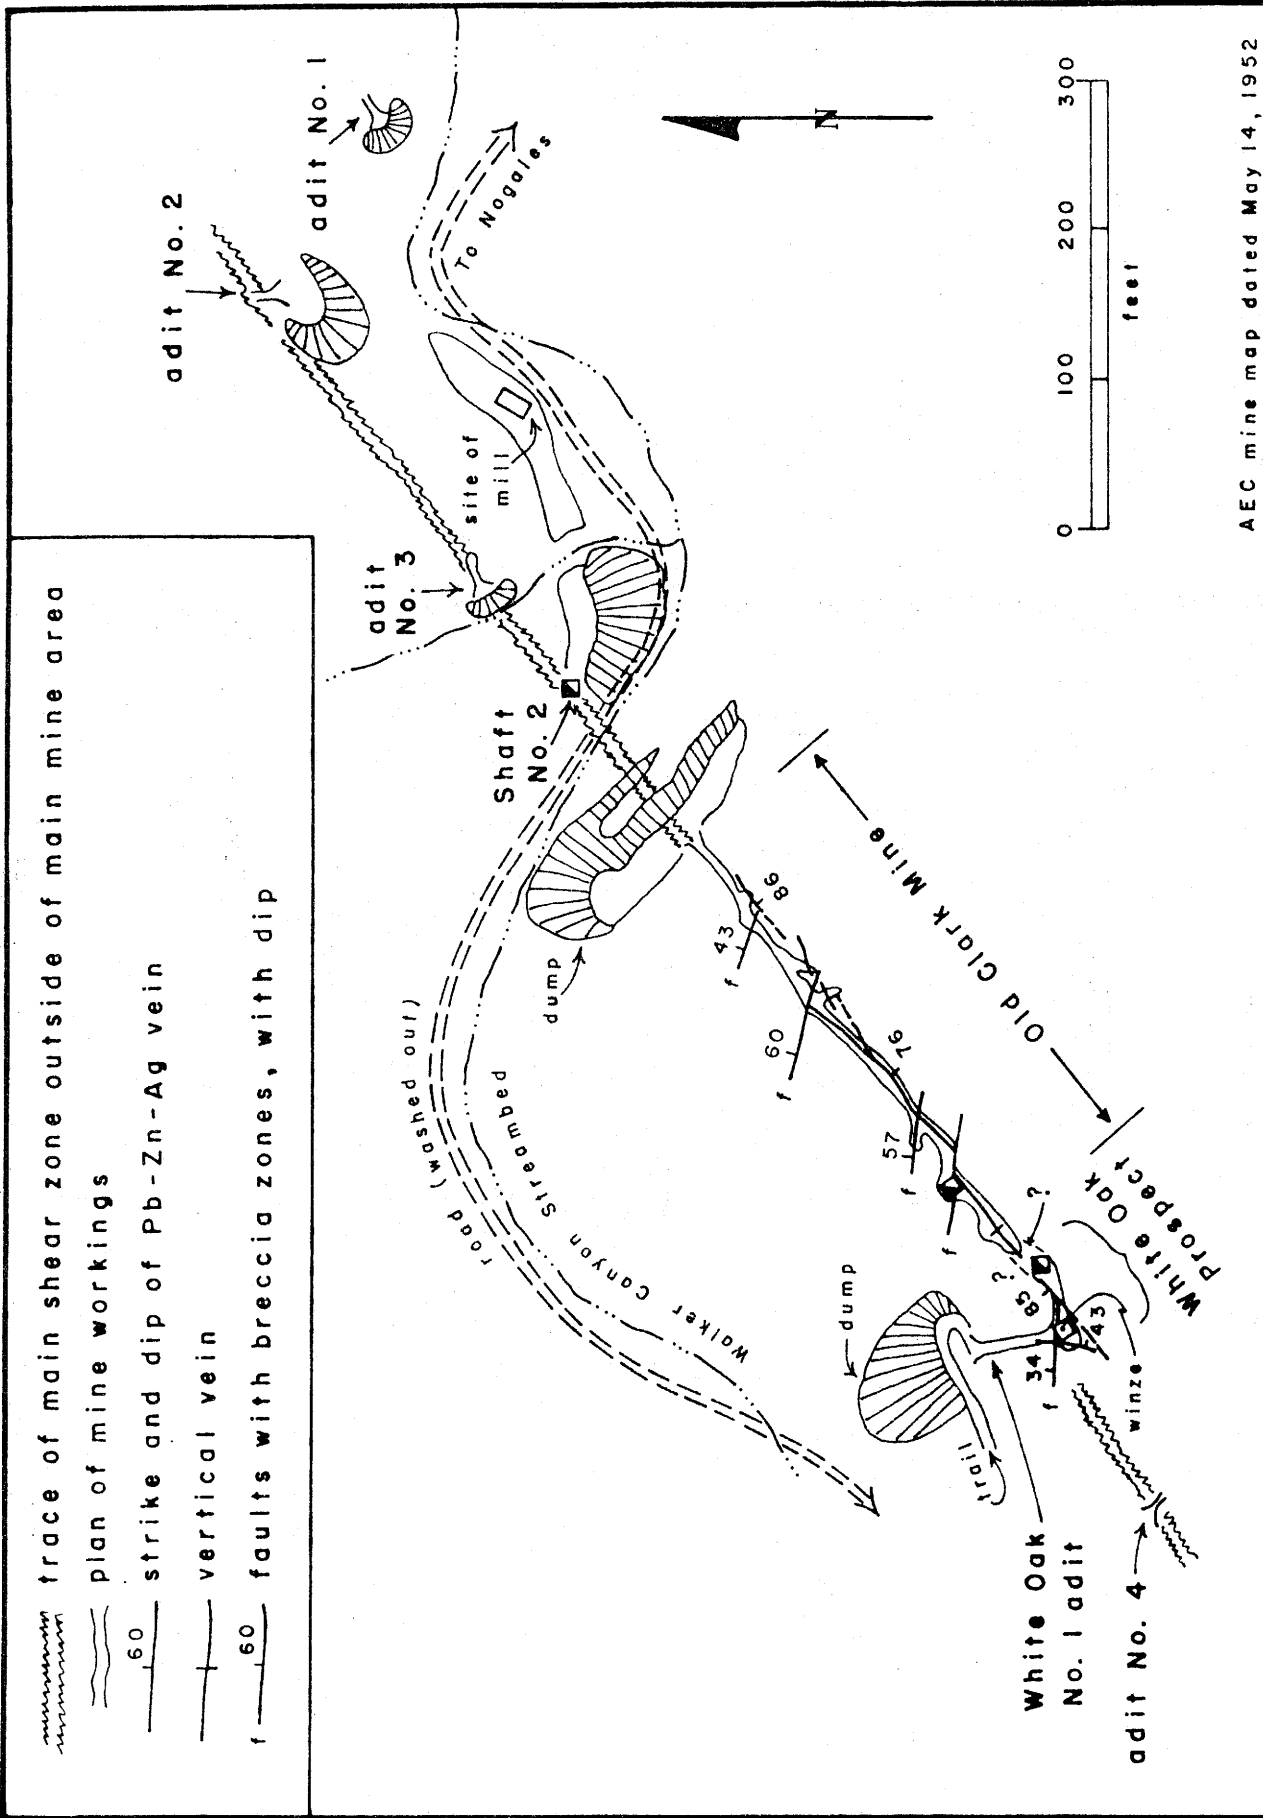 trace of main shear zone outside of main mine area
plan of mine workings
60
strike and dip of Pb-Zn-Ag vein
vertical vein
f
60
faults with breccia zones, with dip
adit No. 2
adit No. 1
adit
No. 3
site of
mill
To Nogales
Shaft
No. 2
road (washed out)
Walker Canyon Streambed
dump
f
43
86
f
60
76
f
57
f
Old Clark Mine
?
?
White Oak
Prospect
85
43
34
f
winze
dump
trail
White Oak
No. 1 adit
adit No. 4
N
0
100
200
300
feet
AEC mine map dated May 14, 1952